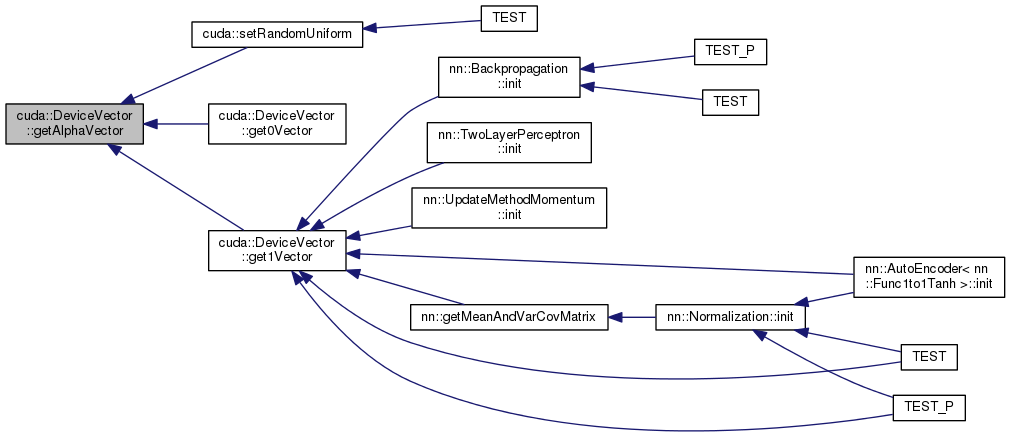 cuda::DeviceVector
::getAlphaVector
cuda::setRandomUniform
TEST
cuda::DeviceVector
::get0Vector
cuda::DeviceVector
::get1Vector
nn::Backpropagation
::init
TEST_P
TEST
nn::TwoLayerPerceptron
::init
nn::UpdateMethodMomentum
::init
nn::getMeanAndVarCovMatrix
nn::Normalization::init
nn::AutoEncoder< nn
::Func1to1Tanh >::init
TEST
TEST_P